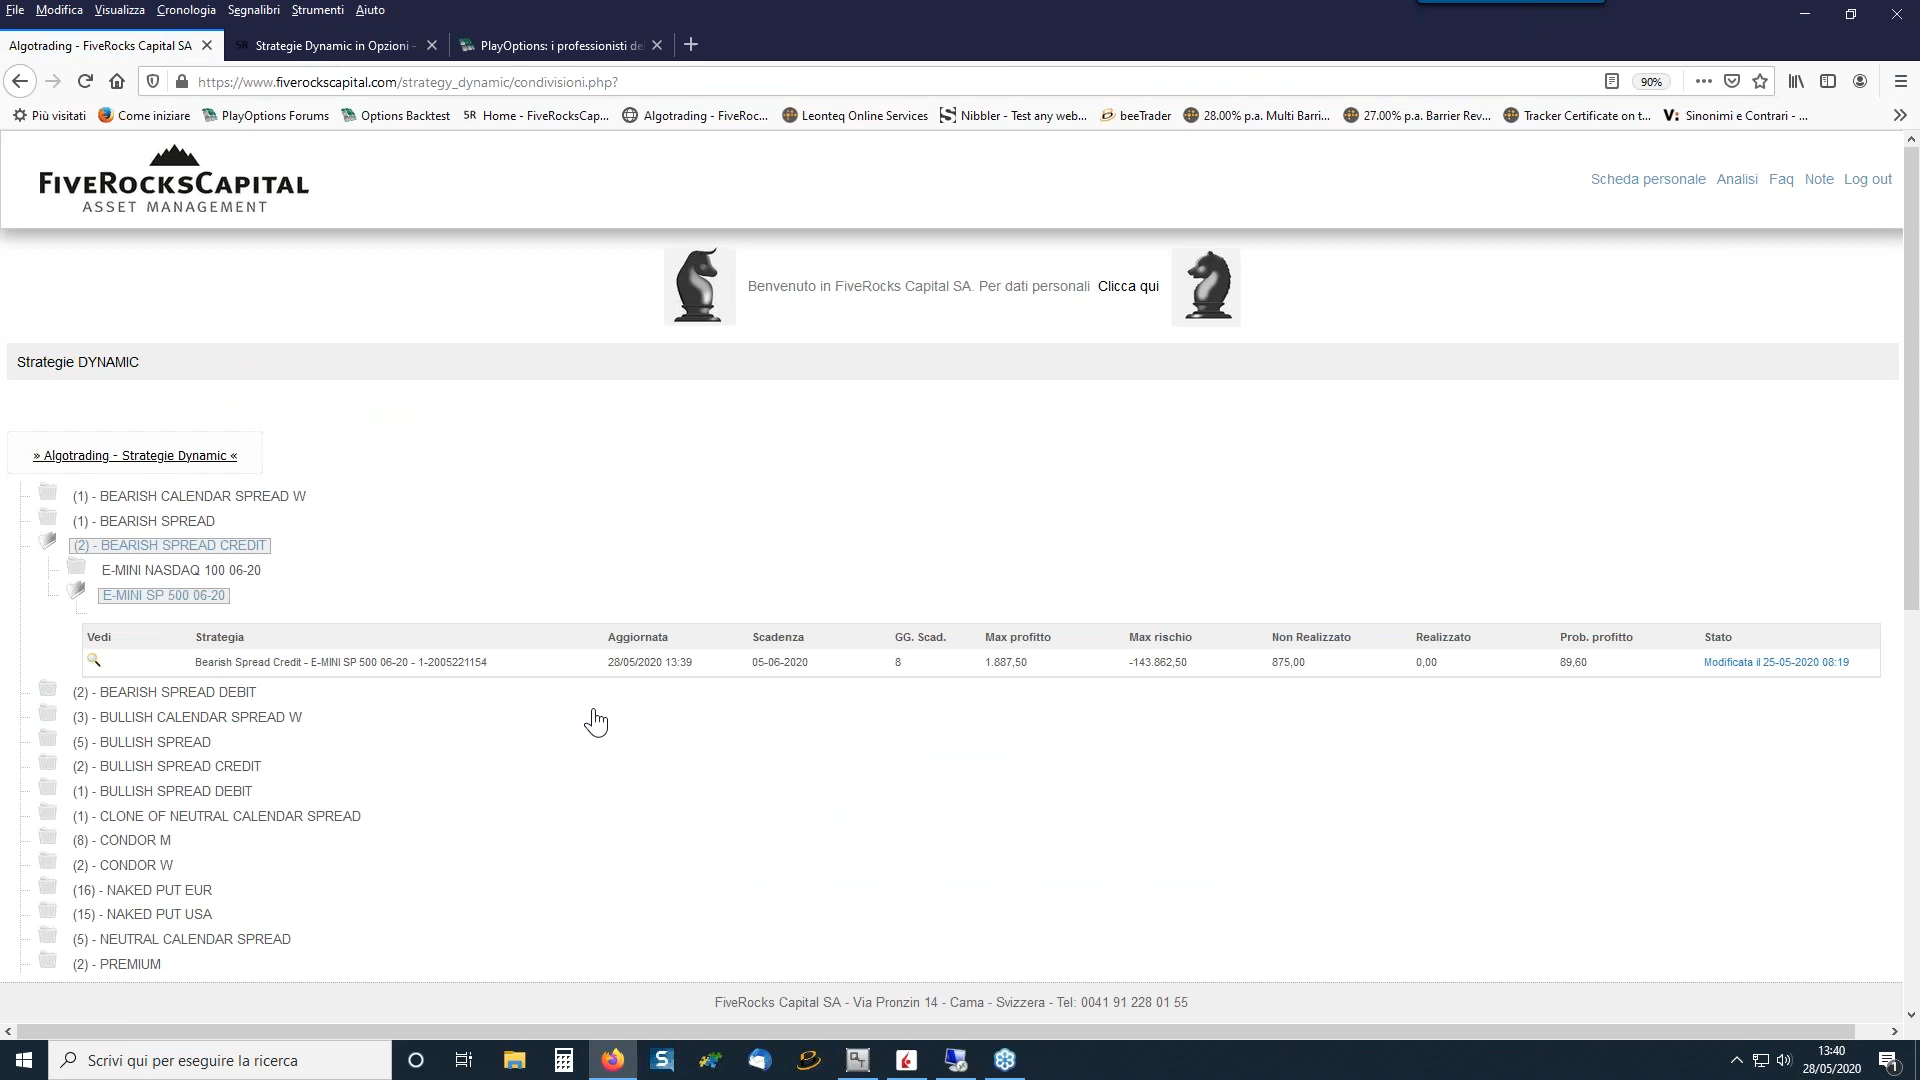 File Modifica Visualizza Cronologia Segnalibri Strumenti Aiuto
Algotrading - FiveRocks Capital SA
5R Strategie Dynamic in Opzioni -
PlayOptions: i professionisti de
https://www.fiverockscapital.com/strategy_dynamic/condivisioni.php?
90%
Più visitati
Come iniziare
PlayOptions Forums
Options Backtest
5R Home - FiveRocksCap...
Algotrading - FiveRoc...
Leonteq Online Services
Nibbler - Test any web...
beeTrader
28.00% p.a. Multi Barri...
27.00% p.a. Barrier Rev...
Tracker Certificate on t...
V: Sinonimi e Contrari - ...
FIVEROCKSCAPITAL
ASSET MANAGEMENT
Scheda personale Analisi Faq Note Log out
Benvenuto in FiveRocks Capital SA. Per dati personali Clicca qui
Strategie DYNAMIC
» Algotrading - Strategie Dynamic «
(1) - BEARISH CALENDAR SPREAD W
(1) - BEARISH SPREAD
(2) - BEARISH SPREAD CREDIT
E-MINI NASDAQ 100 06-20
E-MINI SP 500 06-20
Vedi Strategia Aggiornata Scadenza GG. Scad. Max profitto Max rischio Non Realizzato Realizzato Prob. profitto Stato
Bearish Spread Credit - E-MINI SP 500 06-20 - 1-2005221154 28/05/2020 13:39 05-06-2020 8 1.887,50 -143.862,50 875,00 0,00 89,60 Modificata il 25-05-2020 08:19
(2) - BEARISH SPREAD DEBIT
(3) - BULLISH CALENDAR SPREAD W
(5) - BULLISH SPREAD
(2) - BULLISH SPREAD CREDIT
(1) - BULLISH SPREAD DEBIT
(1) - CLONE OF NEUTRAL CALENDAR SPREAD
(8) - CONDOR M
(2) - CONDOR W
(16) - NAKED PUT EUR
(15) - NAKED PUT USA
(5) - NEUTRAL CALENDAR SPREAD
(2) - PREMIUM
FiveRocks Capital SA - Via Pronzin 14 - Cama - Svizzera - Tel: 0041 91 228 01 55
Scrivi qui per eseguire la ricerca
13:40
28/05/2020
1